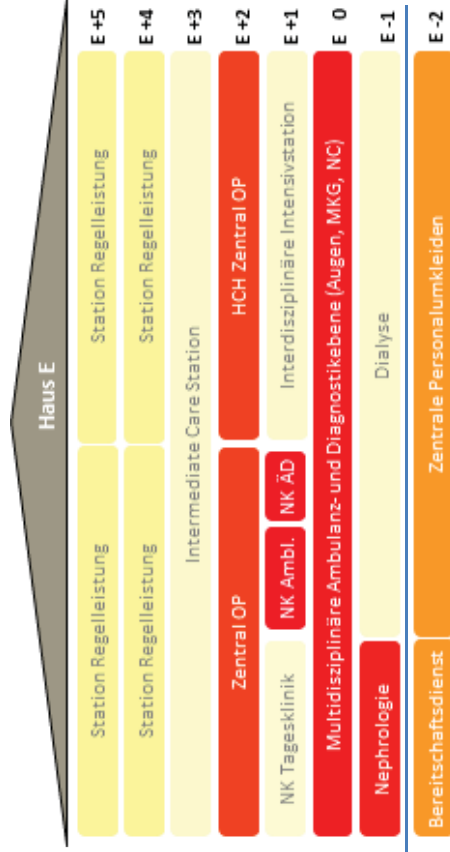 Haus E
Station Regelleistung
Station Regelleistung
E +5
Station Regelleistung
Station Regelleistung
E +4
Intermediate Care Station
E +3
Zentral OP
HCH Zentral OP
E +2
NK Tagesklinik
NK Ambl.
NK ÄD
Interdisziplinäre Intensivstation
E +1
Multidisziplinäre Ambulanz- und Diagnostikebene (Augen, MKG, NC)
E 0
Nephrologie
Dialyse
E -1
Bereitschaftsdienst
Zentrale Personalumkleiden
E -2